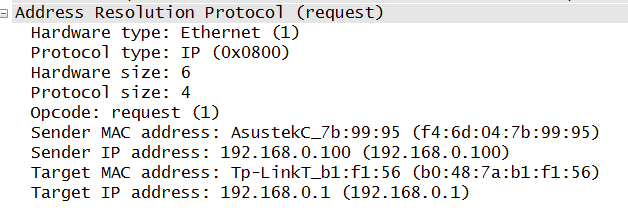 Address Resolution Protocol (request)
Hardware type: Ethernet (1)
Protocol type: IP (0x0800)
Hardware size: 6
Protocol size: 4
Opcode: request (1)
Sender MAC address: AsustekC_7b:99:95 (f4:6d:04:7b:99:95)
Sender IP address: 192.168.0.100 (192.168.0.100)
Target MAC address: Tp-LinkT_b1:f1:56 (b0:48:7a:b1:f1:56)
Target IP address: 192.168.0.1 (192.168.0.1)